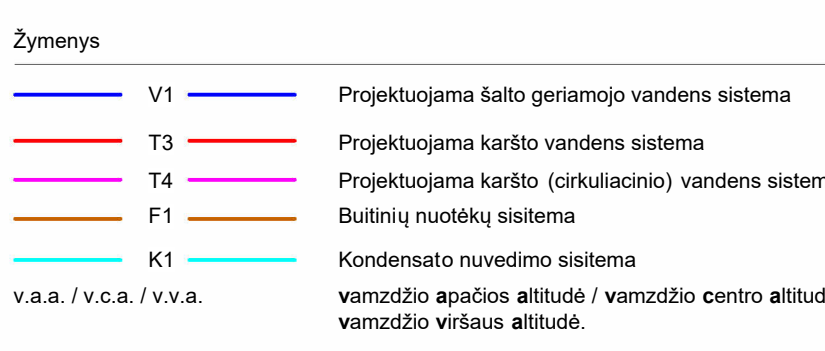 Žymenys
V1 Projektuojama šalto geriamojo vandens sistema
T3 Projektuojama karšto vandens sistema
T4 Projektuojama karšto (cirkuliacinio) vandens sistem
F1 Buitinių nuotėkų sisitema
K1 Kondensato nuvedimo sisitema
v.a.a. / v.c.a. / v.v.a. vamzdžio apačios altitudė / vamzdžio centro altitud
vamzdžio viršaus altitudė.